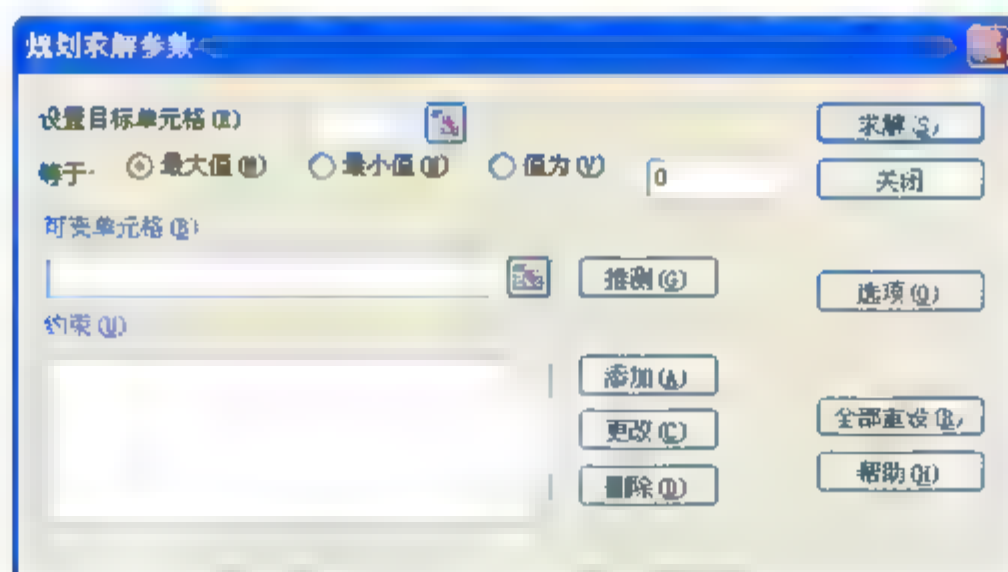 规划求解参数
设置目标单元格(E) 求解(S)
等于 最大值(M) 最小值(N) 值为(V) 0 关闭
可变单元格(B)
推测(G) 选项(O)
约束(U)
添加(A)
更改(C) 全部重设(R)
删除(D) 帮助(H)